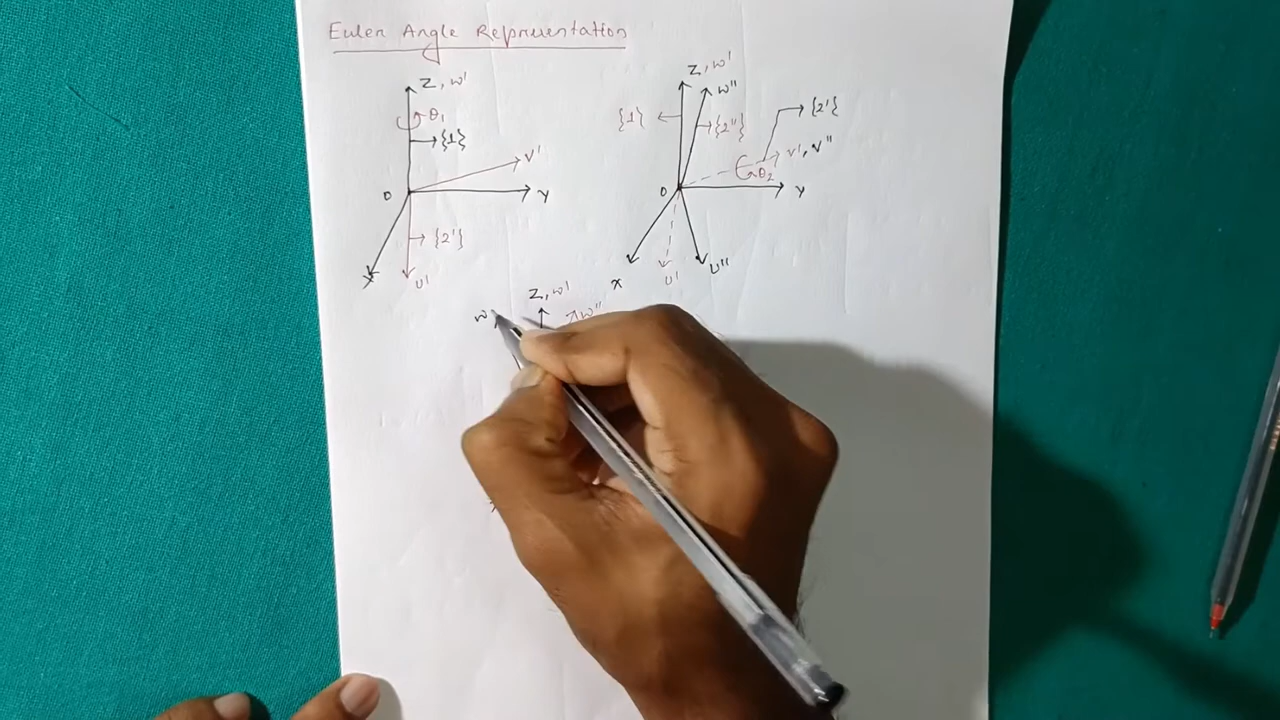 Euler Angle Representation
Z, w'
θ₁
{1}
v'
O
Y
{2'}
X
u'
Z, w'
w''
{1}
{2''}
{2'}
v', v''
θ₂
O
Y
X
u'
u''
Z, w'
w
w''